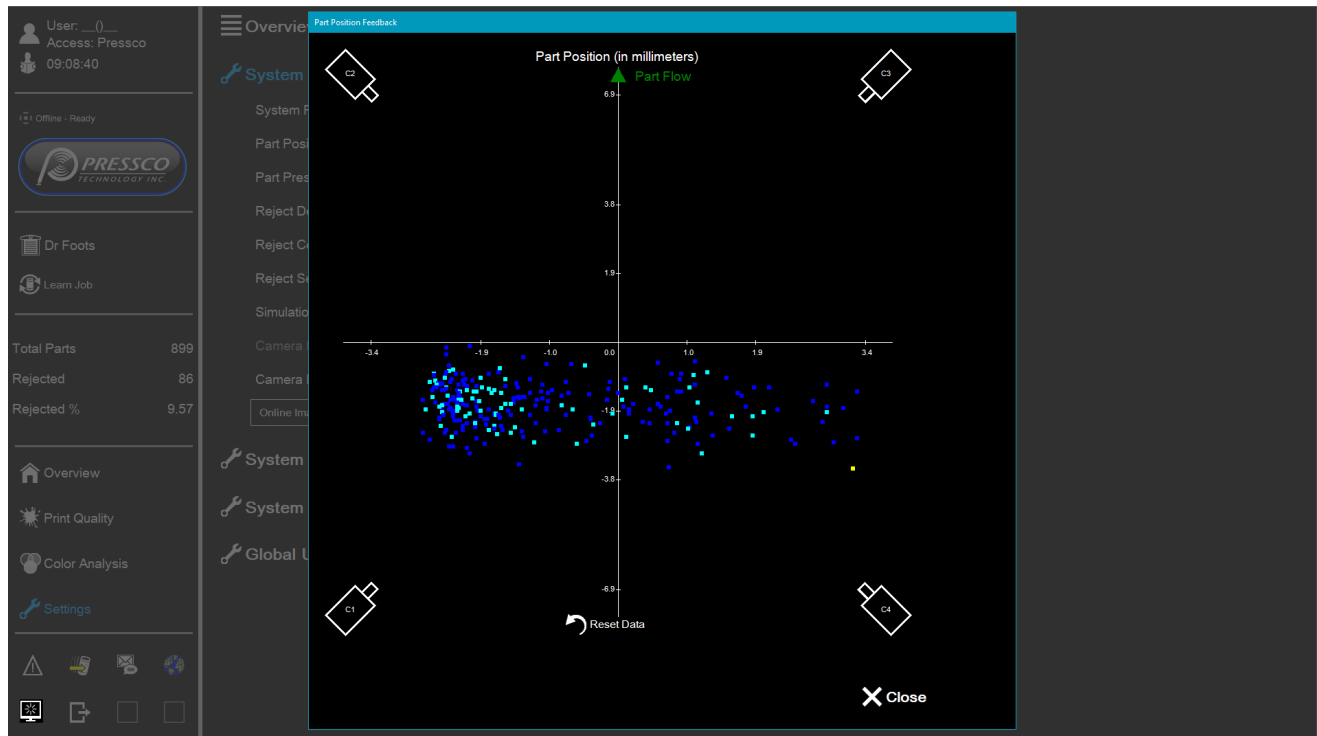 User: __()__
Access: Pressco
09:08:40
Offline - Ready
PRESSCO
TECHNOLOGY INC.
Dr Foots
Learn Job
Total Parts 899
Rejected 86
Rejected % 9.57
Overview
Print Quality
Color Analysis
Settings
Overvie
System
System
Part Posi
Part Pres
Reject D
Reject C
Reject Se
Simulatio
Camera
Camera
Online Ima
System
System
Global U
Part Position Feedback
Part Position (in millimeters)
Part Flow
C2
C3
6.9
3.8
1.9
-3.4 -1.9 -1.0 0.0 1.0 1.9 3.4
-1.9
-3.8
-6.9
C1
C4
Reset Data
Close